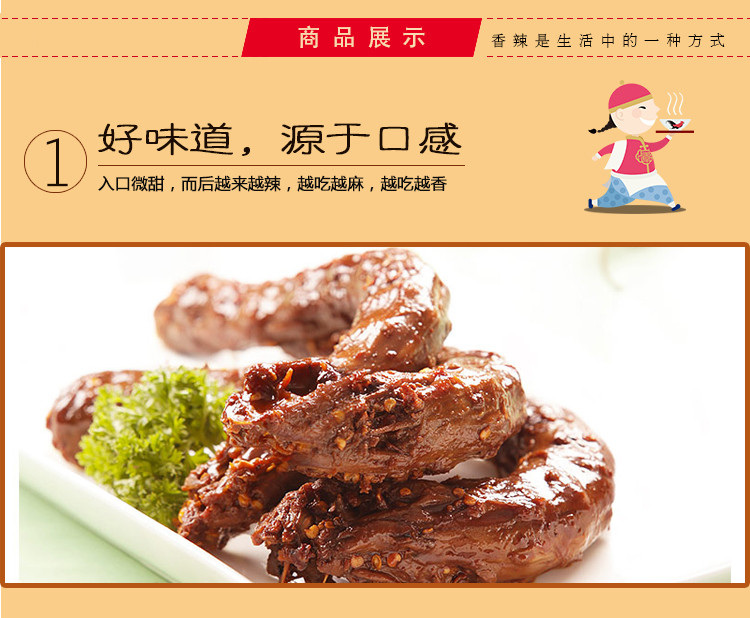 商品展示
香辣是生活中的一种方式
1
好味道，源于口感
入口微甜，而后越来越辣，越吃越麻，越吃越香